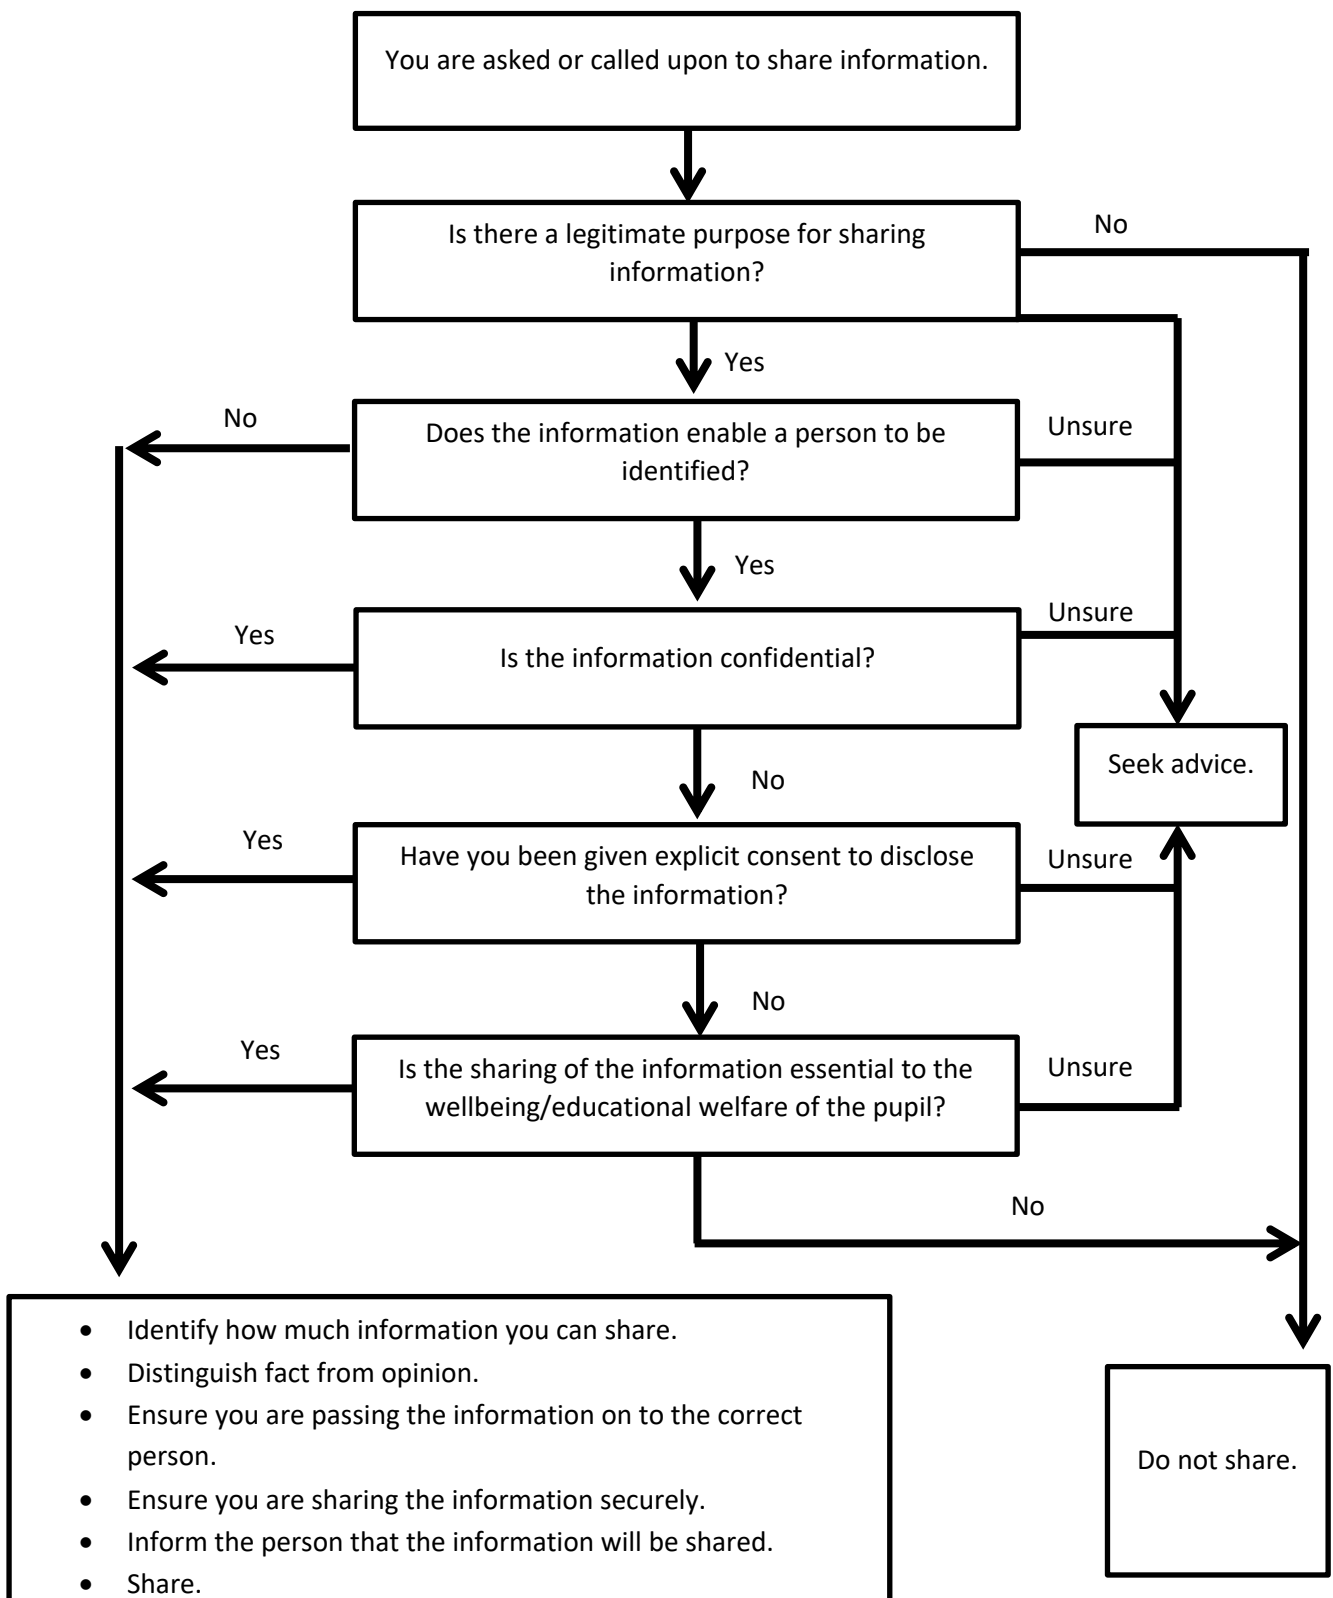 You are asked or called upon to share information.
Is there a legitimate purpose for sharing
information?
No
Yes
No
Does the information enable a person to be
identified?
Unsure
Yes
Yes
Is the information confidential?
Unsure
No
Seek advice.
Yes
Have you been given explicit consent to disclose
the information?
Unsure
No
Yes
Is the sharing of the information essential to the
wellbeing/educational welfare of the pupil?
Unsure
No
• Identify how much information you can share.
• Distinguish fact from opinion.
• Ensure you are passing the information on to the correct
person.
• Ensure you are sharing the information securely.
• Inform the person that the information will be shared.
• Share.
Do not share.